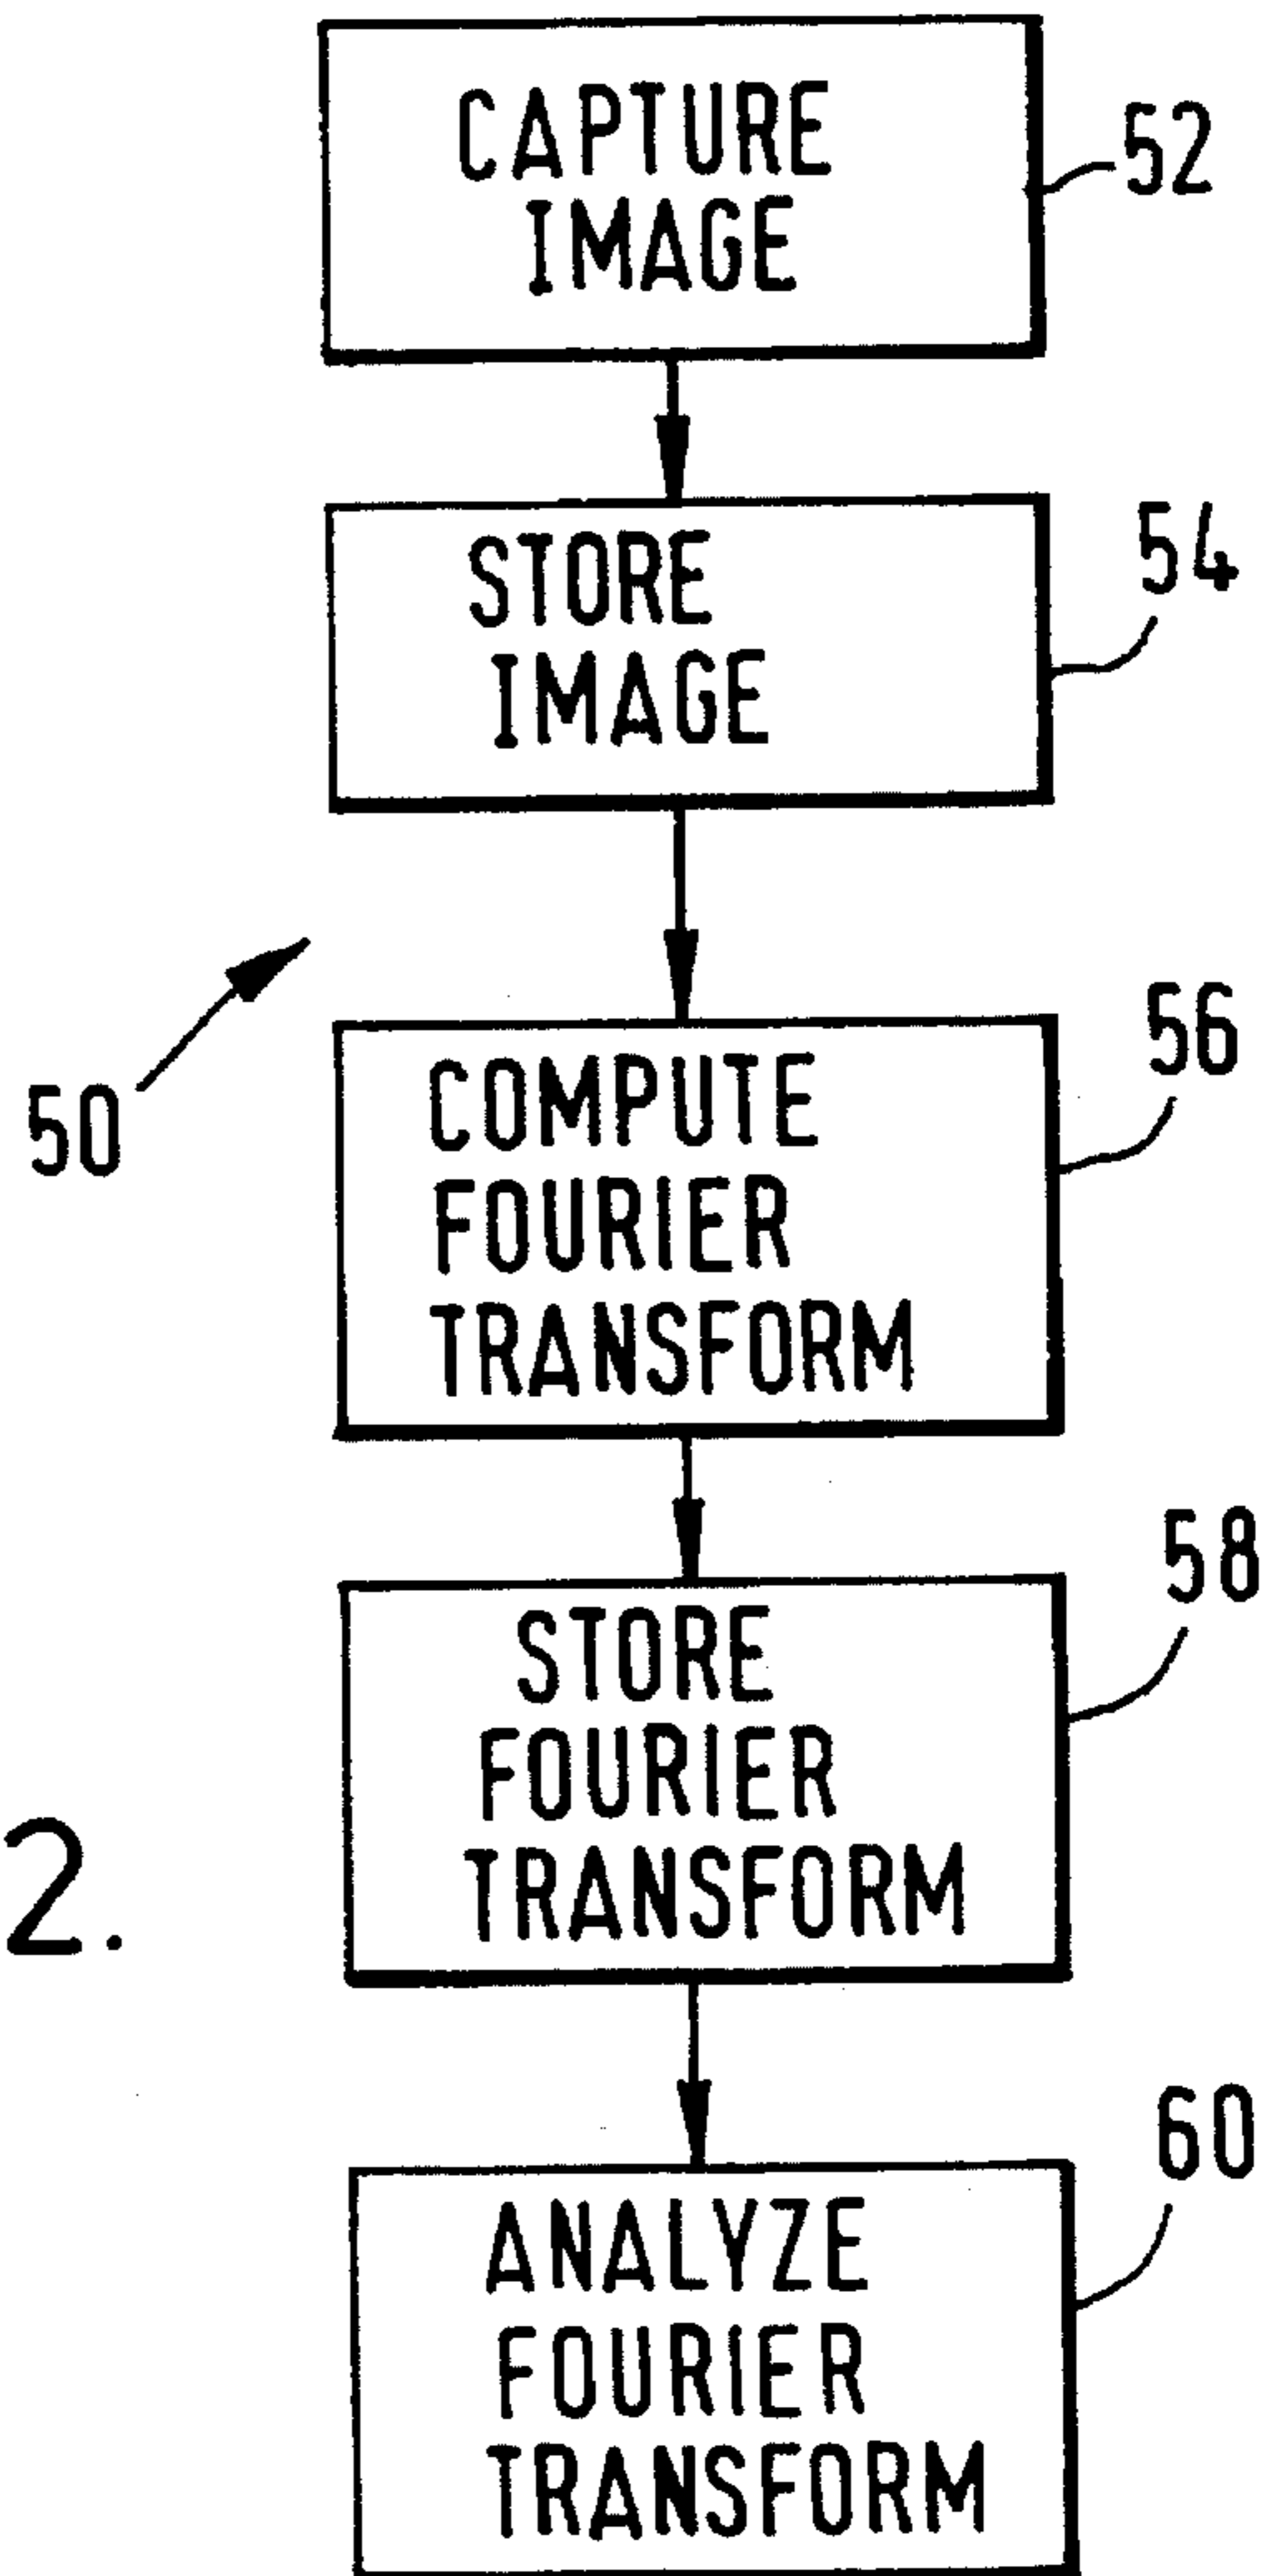 CAPTURE
IMAGE
52
STORE
IMAGE
54
50
COMPUTE
FOURIER
TRANSFORM
56
STORE
FOURIER
TRANSFORM
58
2.
ANALYZE
FOURIER
TRANSFORM
60